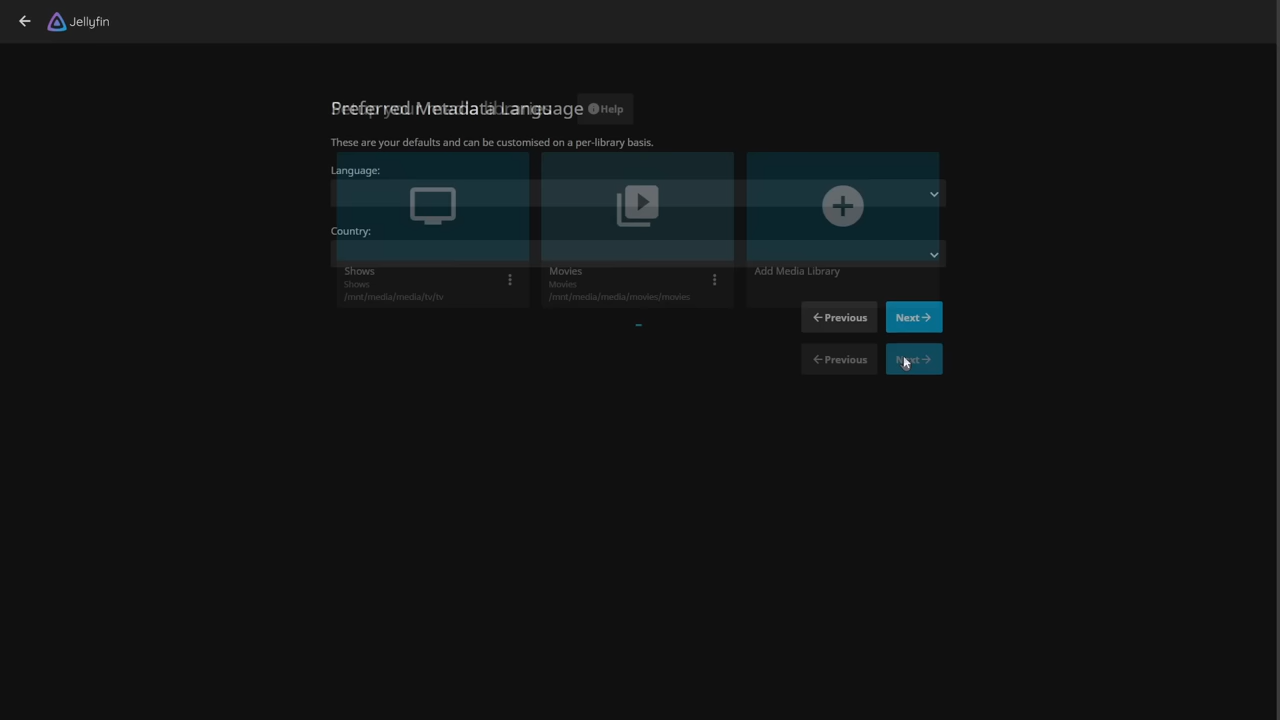 Jellyfin
Preferred Metadata Language
Help
These are your defaults and can be customised on a per-library basis.
Language:
Country:
Shows
Shows
/mnt/media/media/tv/tv
Movies
Movies
/mnt/media/media/movies/movies
Add Media Library
Previous
Next
Previous
Next